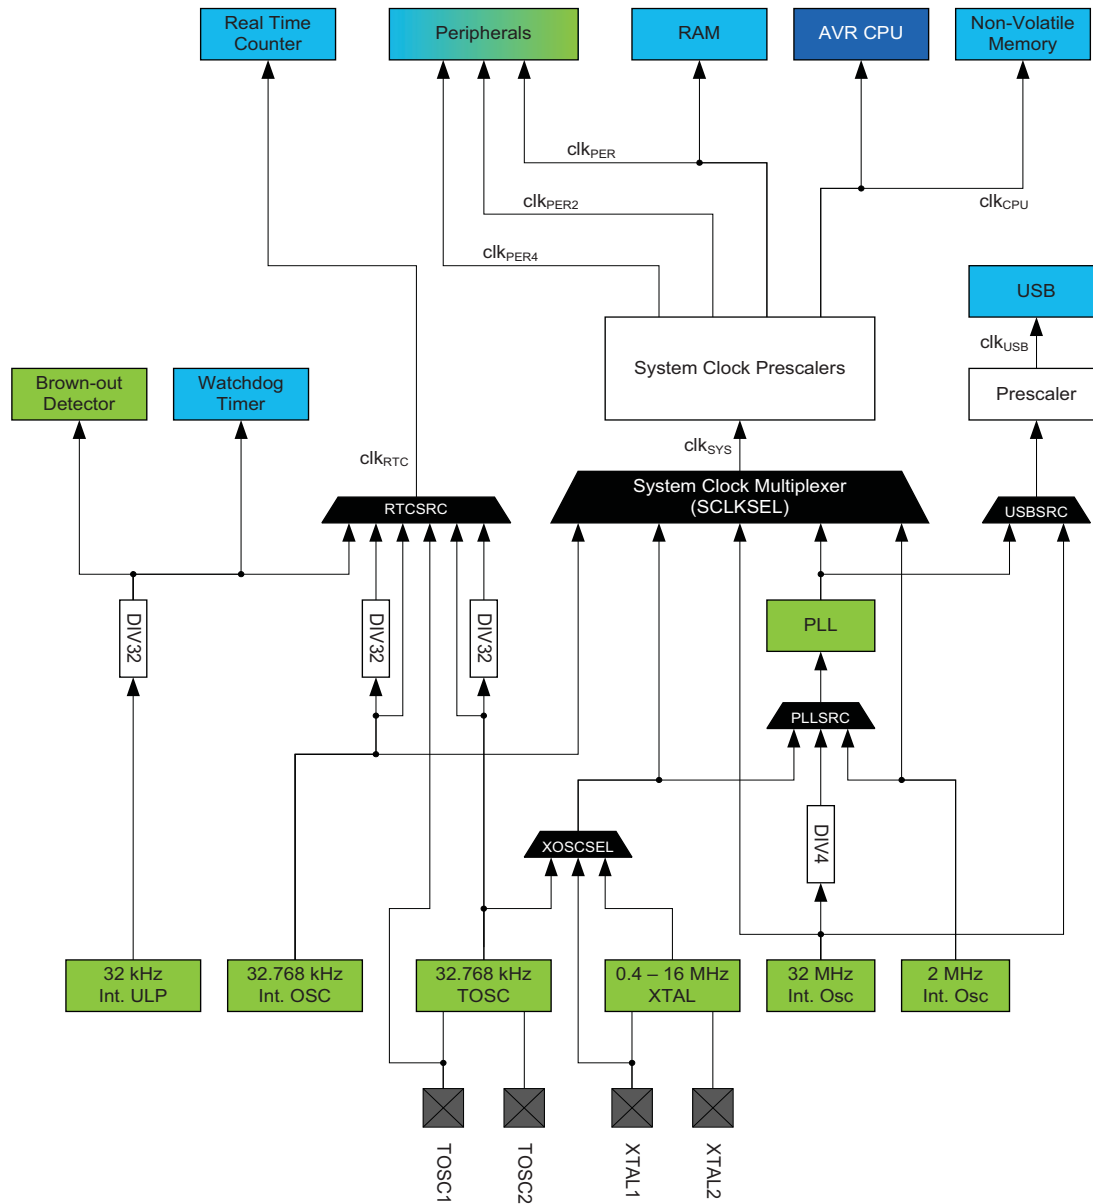 Real Time
Counter
Peripherals
RAM
AVR CPU
Non-Volatile
Memory
clkPER
clkPER2
clkCPU
clkPER4
USB
clkUSB
System Clock Prescalers
Brown-out
Detector
Watchdog
Timer
Prescaler
clkSYS
clkRTC
System Clock Multiplexer
(SCLKSEL)
RTCSRC
USBSRC
DIV32
DIV32
DIV32
PLL
PLLSRC
XOSCSEL
DIV4
32 kHz
Int. ULP
32.768 kHz
Int. OSC
32.768 kHz
TOSC
0.4 – 16 MHz
XTAL
32 MHz
Int. Osc
2 MHz
Int. Osc
TOSC1
TOSC2
XTAL1
XTAL2